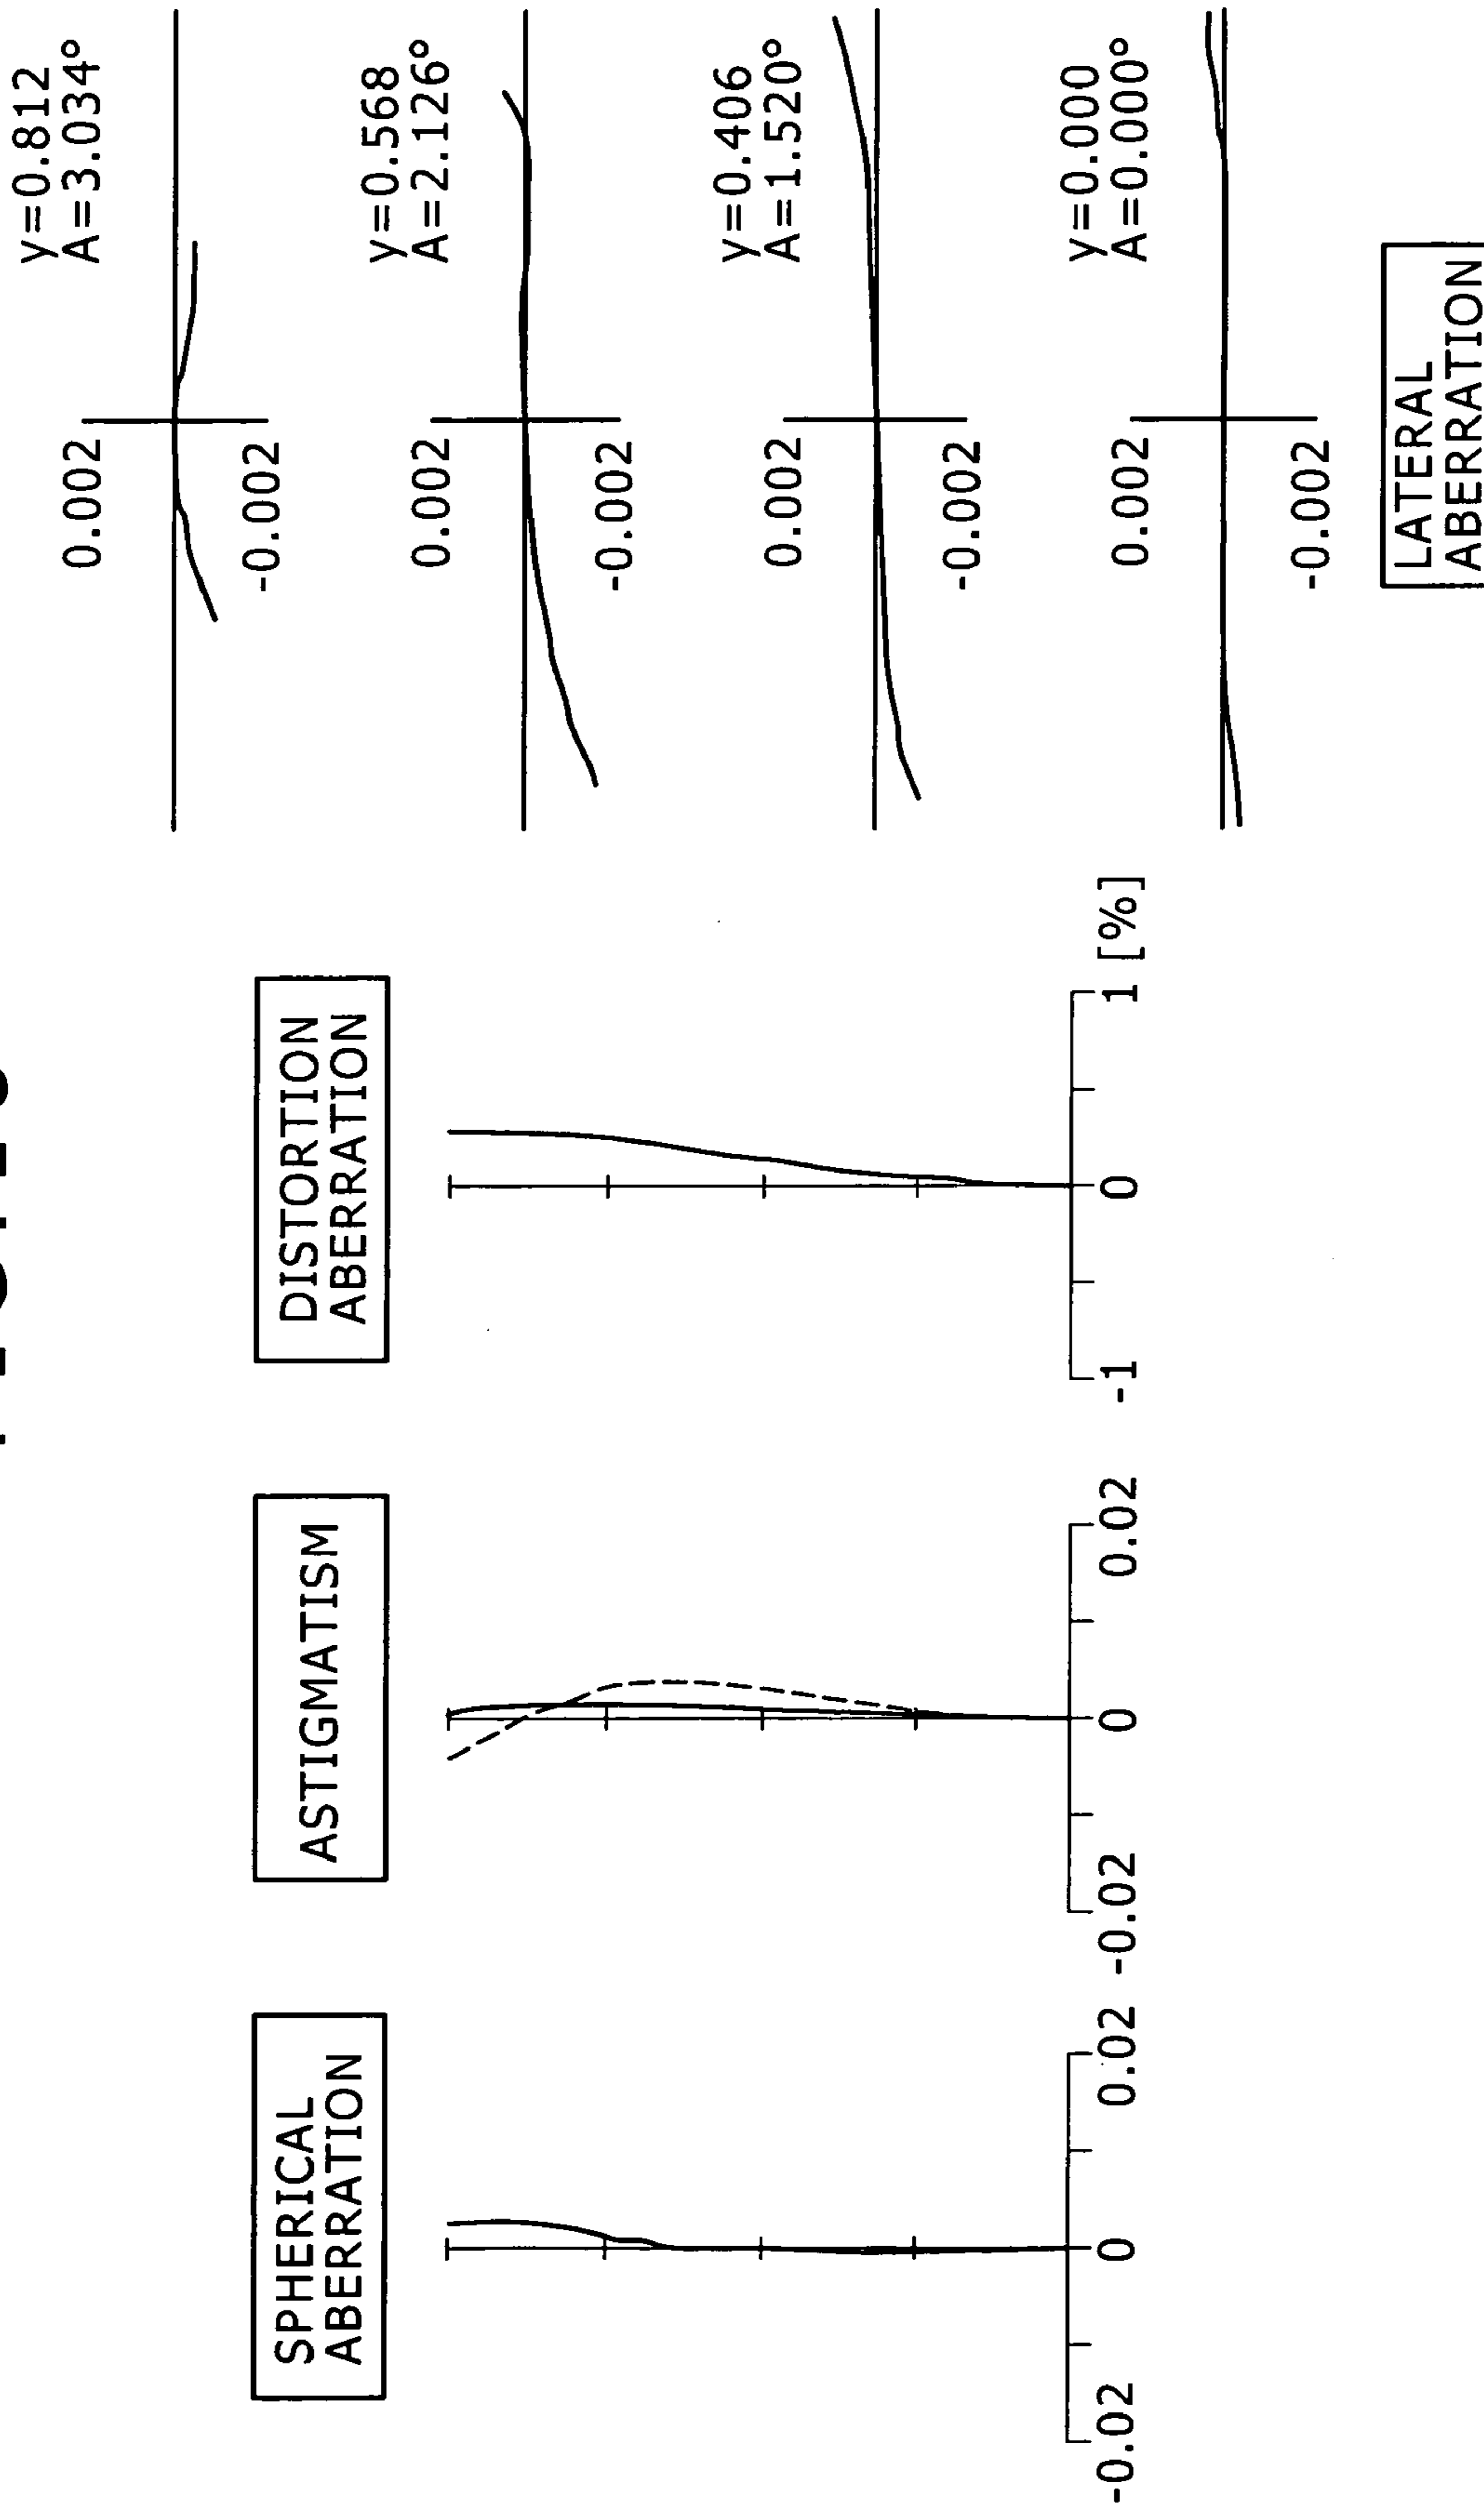 SPHERICAL
ABERRATION
-0.02
0
0.02
ASTIGMATISM
-0.02
0
0.02
DISTORTION
ABERRATION
-1
0
1
[%]
0.002
-0.002
Y=0.812
A=3.034°
0.002
-0.002
Y=0.568
A=2.126°
0.002
-0.002
Y=0.406
A=1.520°
0.002
-0.002
Y=0.000
A=0.000°
LATERAL
ABERRATION